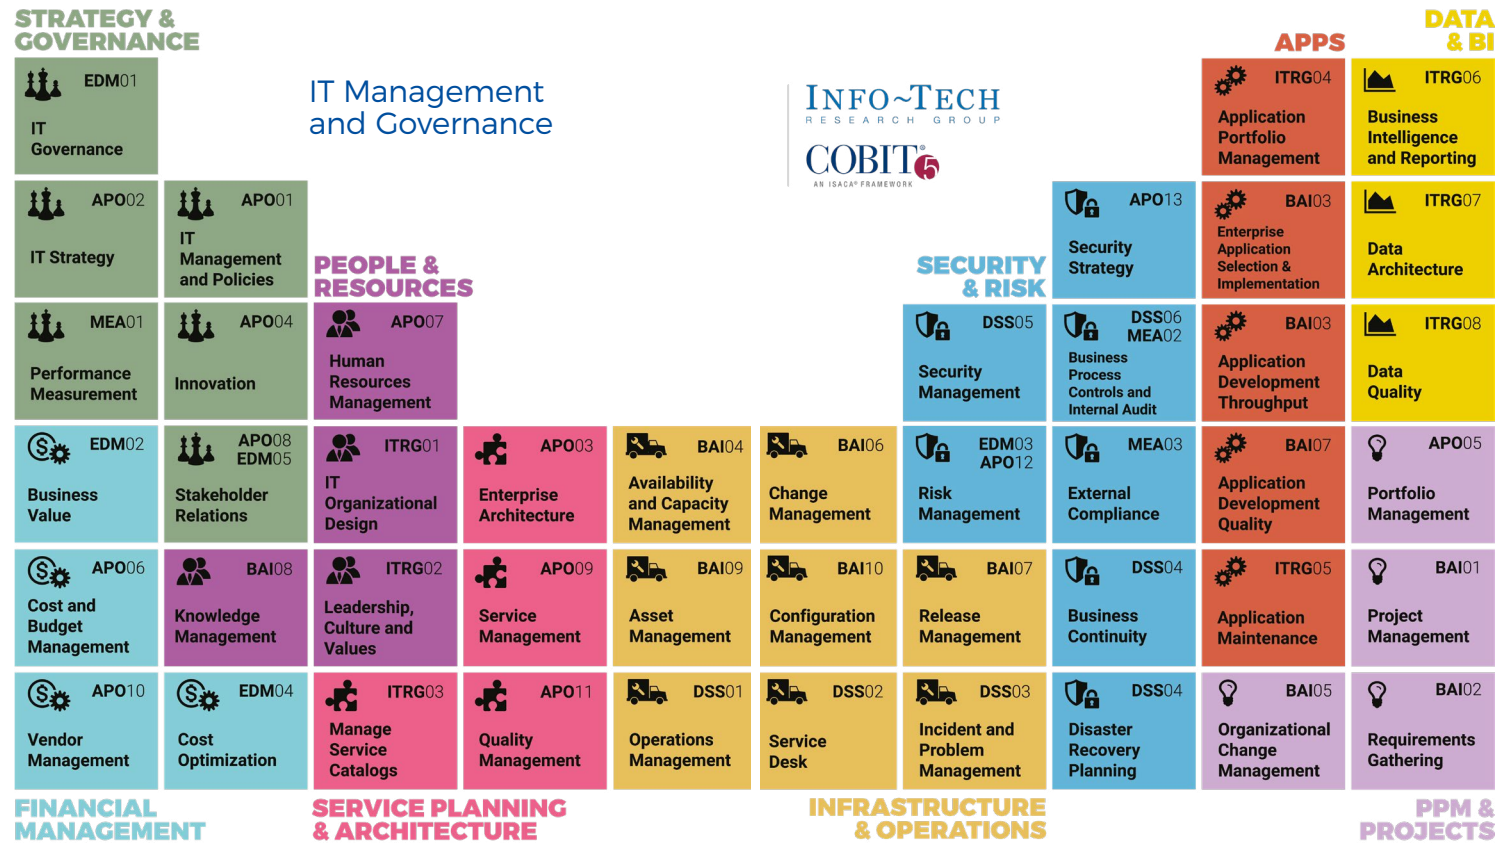 STRATEGY &
GOVERNANCE
IT Management
and Governance
INFO~TECH
RESEARCH GROUP
COBIT® 5
AN ISACA® FRAMEWORK
APPS
DATA
& BI
EDM01
IT
Governance
ITRG04
Application
Portfolio
Management
ITRG06
Business
Intelligence
and Reporting
APO02
IT Strategy
APO01
IT
Management
and Policies
PEOPLE &
RESOURCES
SECURITY
& RISK
APO13
Security
Strategy
BAI03
Enterprise
Application
Selection &
Implementation
ITRG07
Data
Architecture
MEA01
Performance
Measurement
APO04
Innovation
APO07
Human
Resources
Management
DSS05
Security
Management
DSS06
MEA02
Business
Process
Controls and
Internal Audit
BAI03
Application
Development
Throughput
ITRG08
Data
Quality
EDM02
Business
Value
APO08
EDM05
Stakeholder
Relations
ITRG01
IT
Organizational
Design
APO03
Enterprise
Architecture
BAI04
Availability
and Capacity
Management
BAI06
Change
Management
EDM03
APO12
Risk
Management
MEA03
External
Compliance
BAI07
Application
Development
Quality
APO05
Portfolio
Management
APO06
Cost and
Budget
Management
BAI08
Knowledge
Management
ITRG02
Leadership,
Culture and
Values
APO09
Service
Management
BAI09
Asset
Management
BAI10
Configuration
Management
BAI07
Release
Management
DSS04
Business
Continuity
ITRG05
Application
Maintenance
BAI01
Project
Management
APO10
Vendor
Management
EDM04
Cost
Optimization
ITRG03
Manage
Service
Catalogs
APO11
Quality
Management
DSS01
Operations
Management
DSS02
Service
Desk
DSS03
Incident and
Problem
Management
DSS04
Disaster
Recovery
Planning
BAI05
Organizational
Change
Management
BAI02
Requirements
Gathering
FINANCIAL
MANAGEMENT
SERVICE PLANNING
& ARCHITECTURE
INFRASTRUCTURE
& OPERATIONS
PPM &
PROJECTS